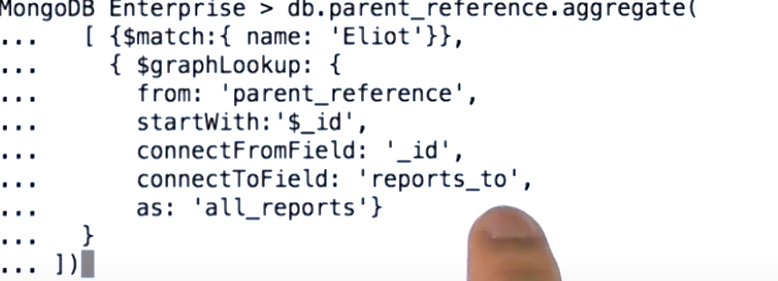 MongoDB Enterprise > db.parent_reference.aggregate(
...    [ {$match:{ name: 'Eliot'}},
...      { $graphLookup: {
...        from: 'parent_reference',
...        startWith:'$_id',
...        connectFromField: '_id',
...        connectToField: 'reports_to',
...        as: 'all_reports'}
...    }
... ])